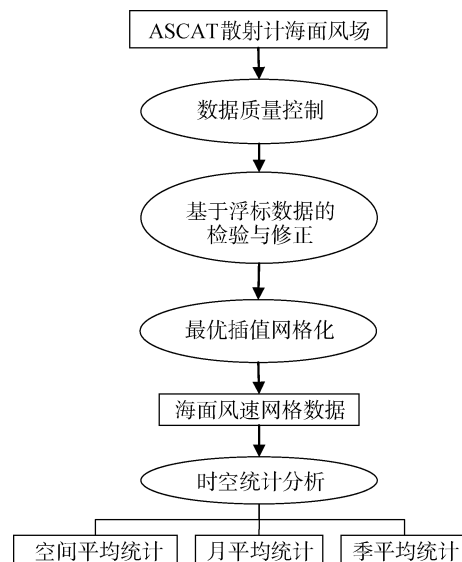 ASCAT散射计海面风场
数据质量控制
基于浮标数据的
检验与修正
最优插值网格化
海面风速网格数据
时空统计分析
空间平均统计
月平均统计
季平均统计